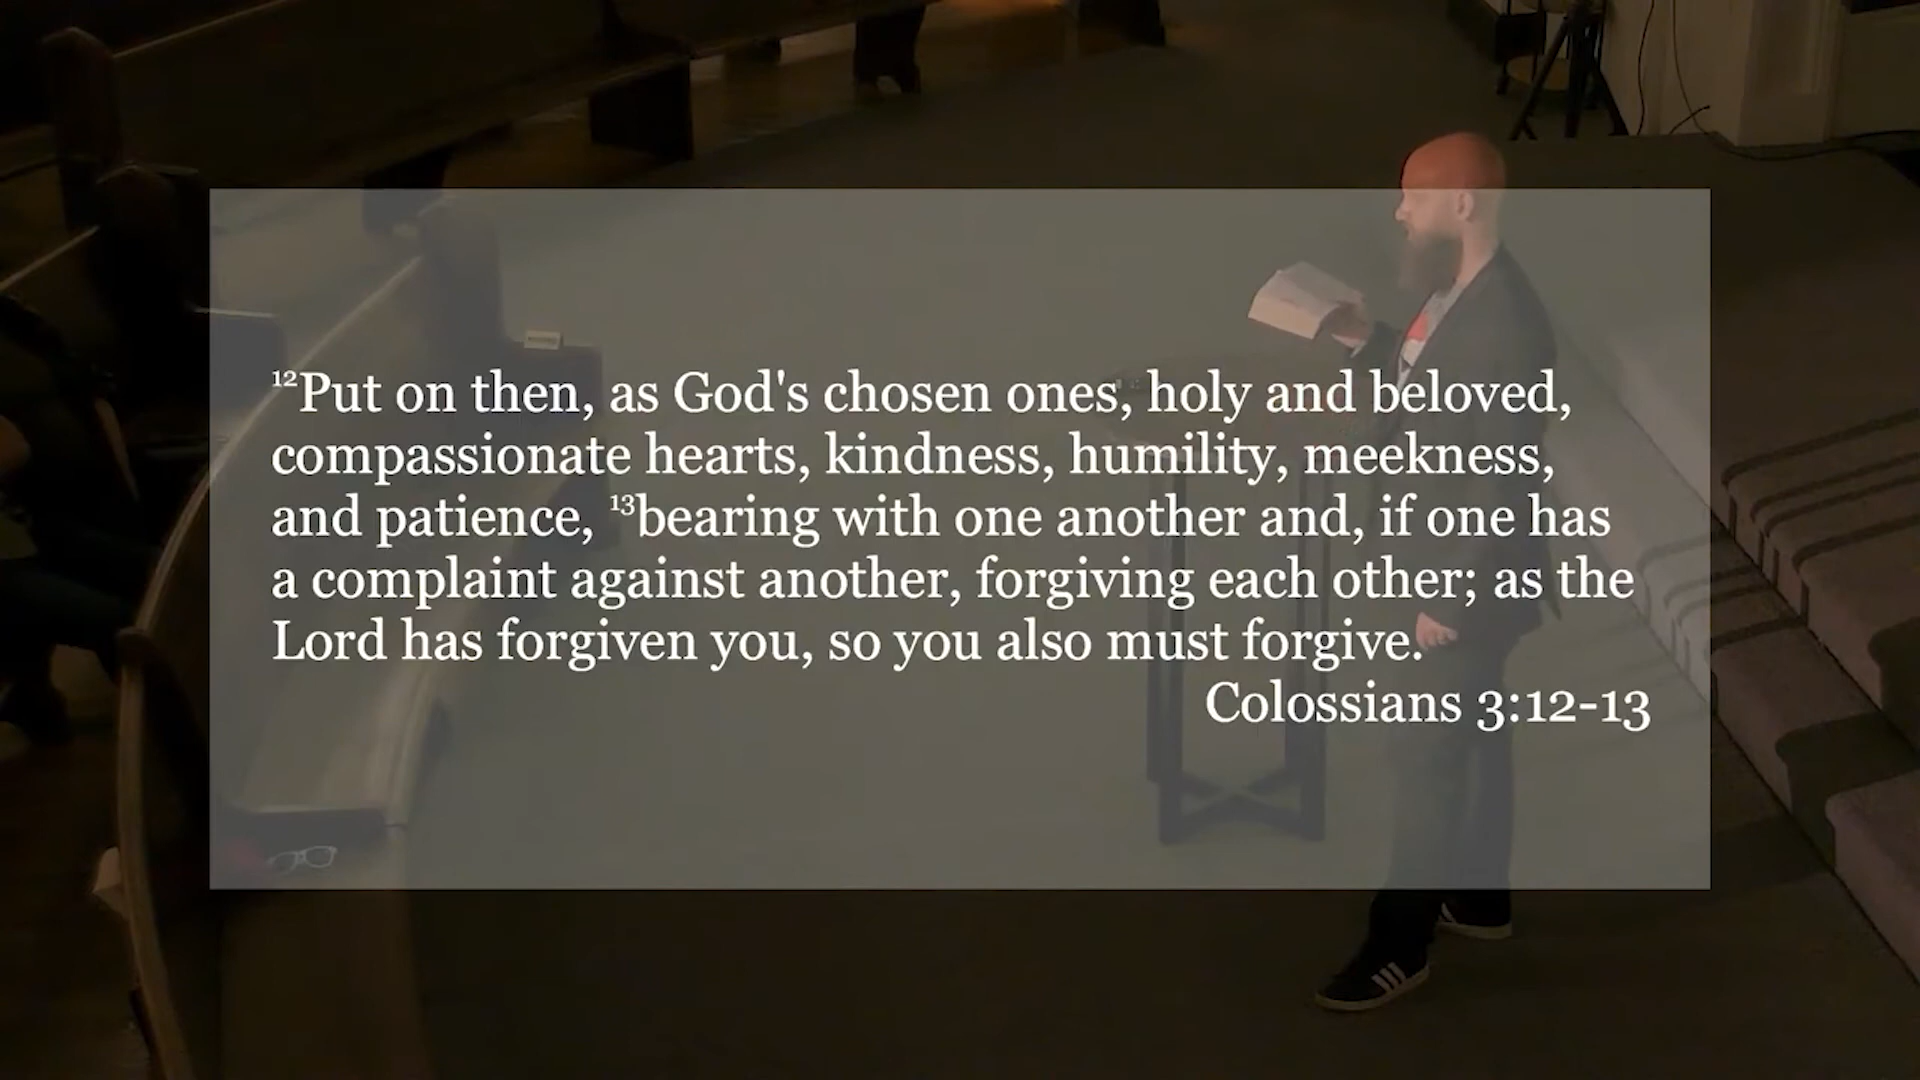 ¹²Put on then, as God's chosen ones, holy and beloved,
compassionate hearts, kindness, humility, meekness,
and patience, ¹³bearing with one another and, if one has
a complaint against another, forgiving each other; as the
Lord has forgiven you, so you also must forgive.
Colossians 3:12-13